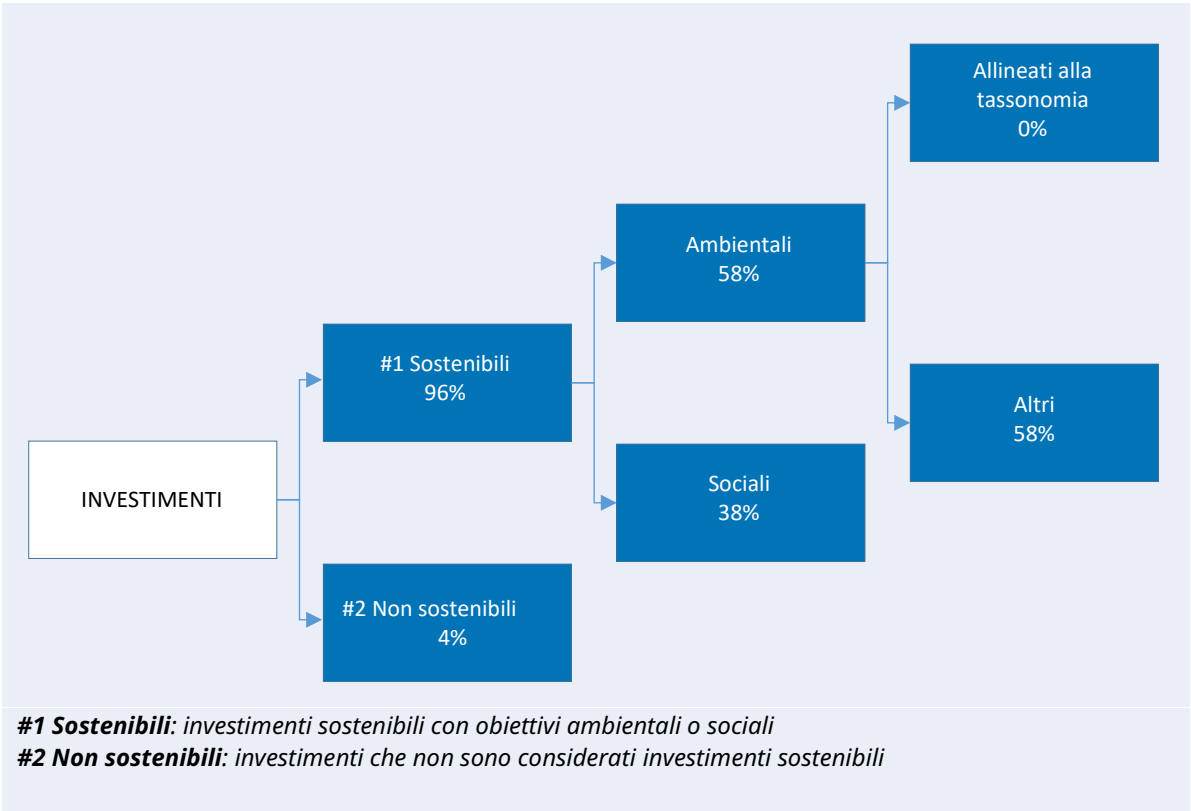 INVESTIMENTI
#1 Sostenibili
96%
#2 Non sostenibili
4%
Ambientali
58%
Sociali
38%
Allineati alla
tassonomia
0%
Altri
58%
#1 Sostenibili: investimenti sostenibili con obiettivi ambientali o sociali
#2 Non sostenibili: investimenti che non sono considerati investimenti sostenibili